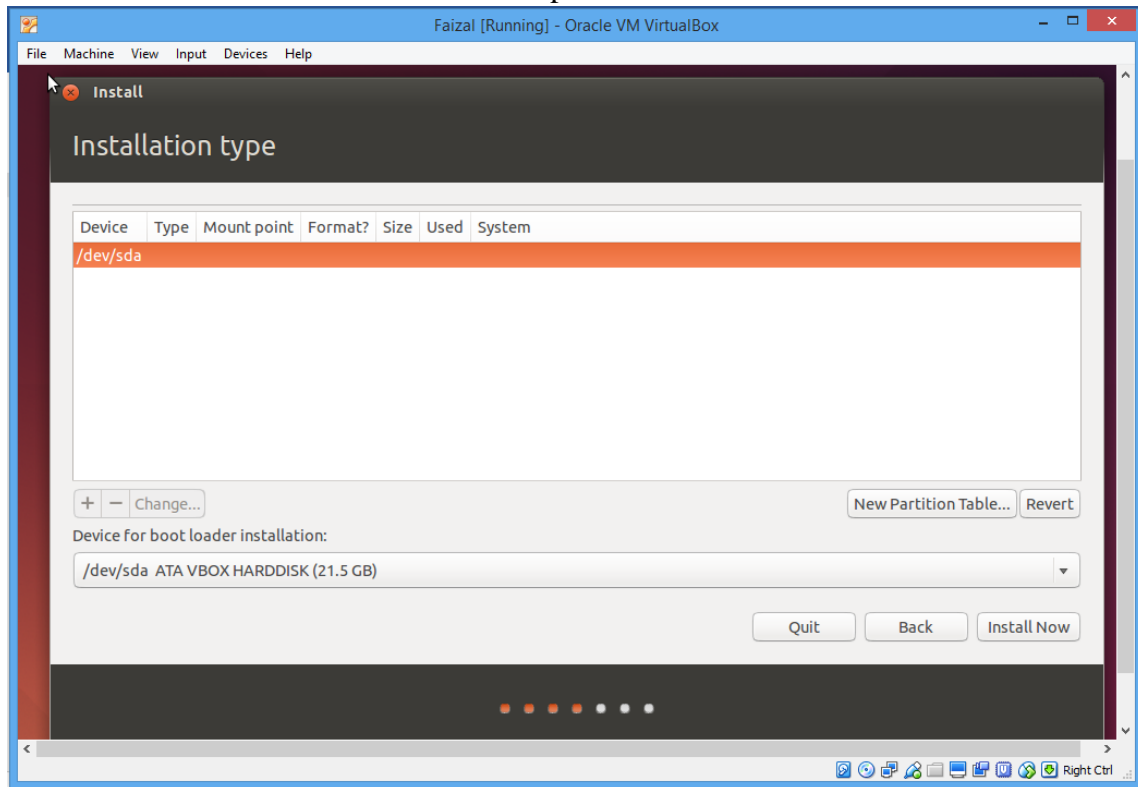 Faizal [Running] - Oracle VM VirtualBox
File Machine View Input Devices Help
Install
Installation type
Device Type Mount point Format? Size Used System
/dev/sda
+ − Change... New Partition Table... Revert
Device for boot loader installation:
/dev/sda ATA VBOX HARDDISK (21.5 GB)
Quit Back Install Now
Right Ctrl